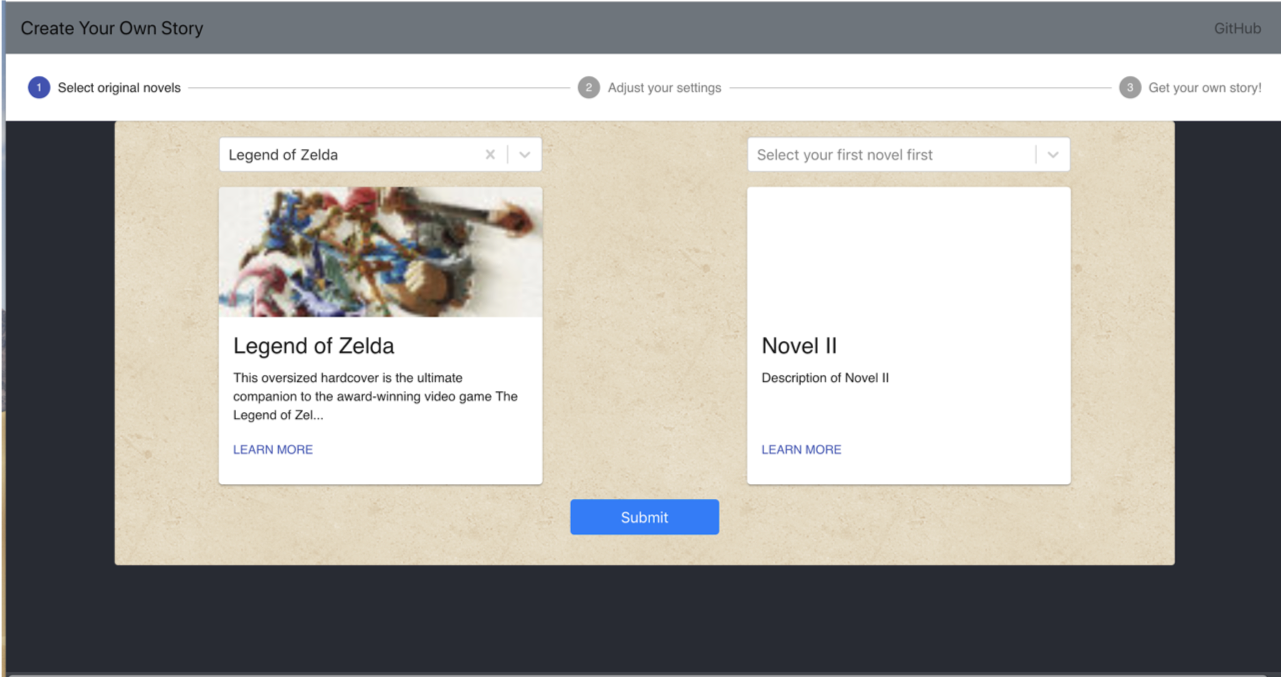 Create Your Own Story
GitHub
1 Select original novels
2 Adjust your settings
3 Get your own story!
Legend of Zelda
Select your first novel first
Legend of Zelda
This oversized hardcover is the ultimate
companion to the award-winning video game The
Legend of Zel...
LEARN MORE
Novel II
Description of Novel II
LEARN MORE
Submit